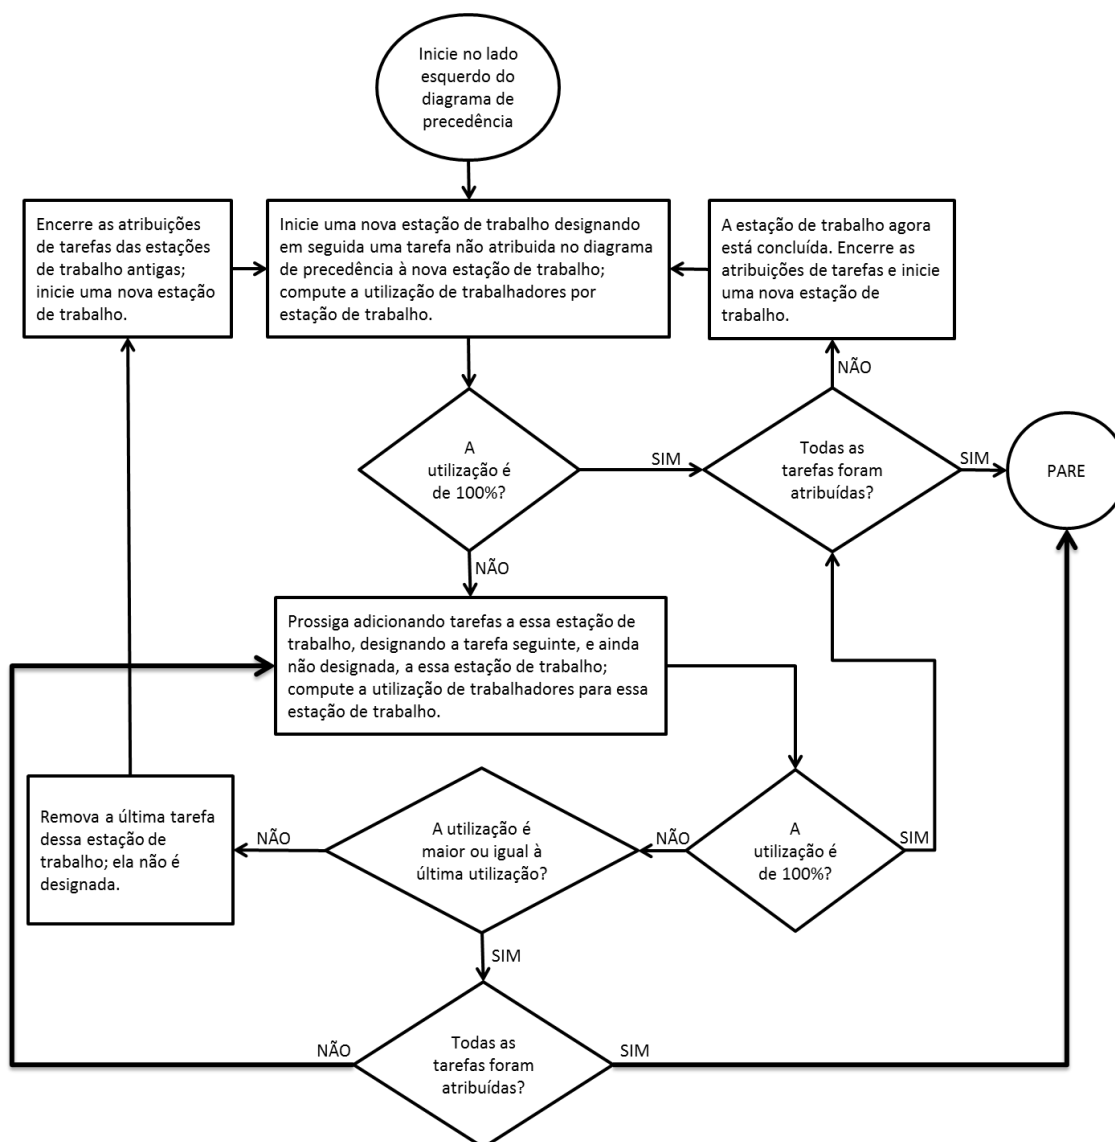 Inicie no lado
esquerdo do
diagrama de
precedência
Encerre as atribuições
de tarefas das estações
de trabalho antigas;
inicie uma nova estação
de trabalho.
Inicie uma nova estação de trabalho designando
em seguida uma tarefa não atribuida no diagrama
de precedência à nova estação de trabalho;
compute a utilização de trabalhadores por
estação de trabalho.
A estação de trabalho agora
está concluída. Encerre as
atribuições de tarefas e inicie
uma nova estação de
trabalho.
NÃO
A
utilização é
de 100%?
SIM
Todas as
tarefas foram
atribuídas?
SIM
PARE
NÃO
Prossiga adicionando tarefas a essa estação de
trabalho, designando a tarefa seguinte, e ainda
não designada, a essa estação de trabalho;
compute a utilização de trabalhadores para essa
estação de trabalho.
Remova a última tarefa
dessa estação de
trabalho; ela não é
designada.
NÃO
A utilização é
maior ou igual à
última utilização?
NÃO
A
utilização é
de 100%?
SIM
SIM
NÃO
Todas as
tarefas foram
atribuídas?
SIM